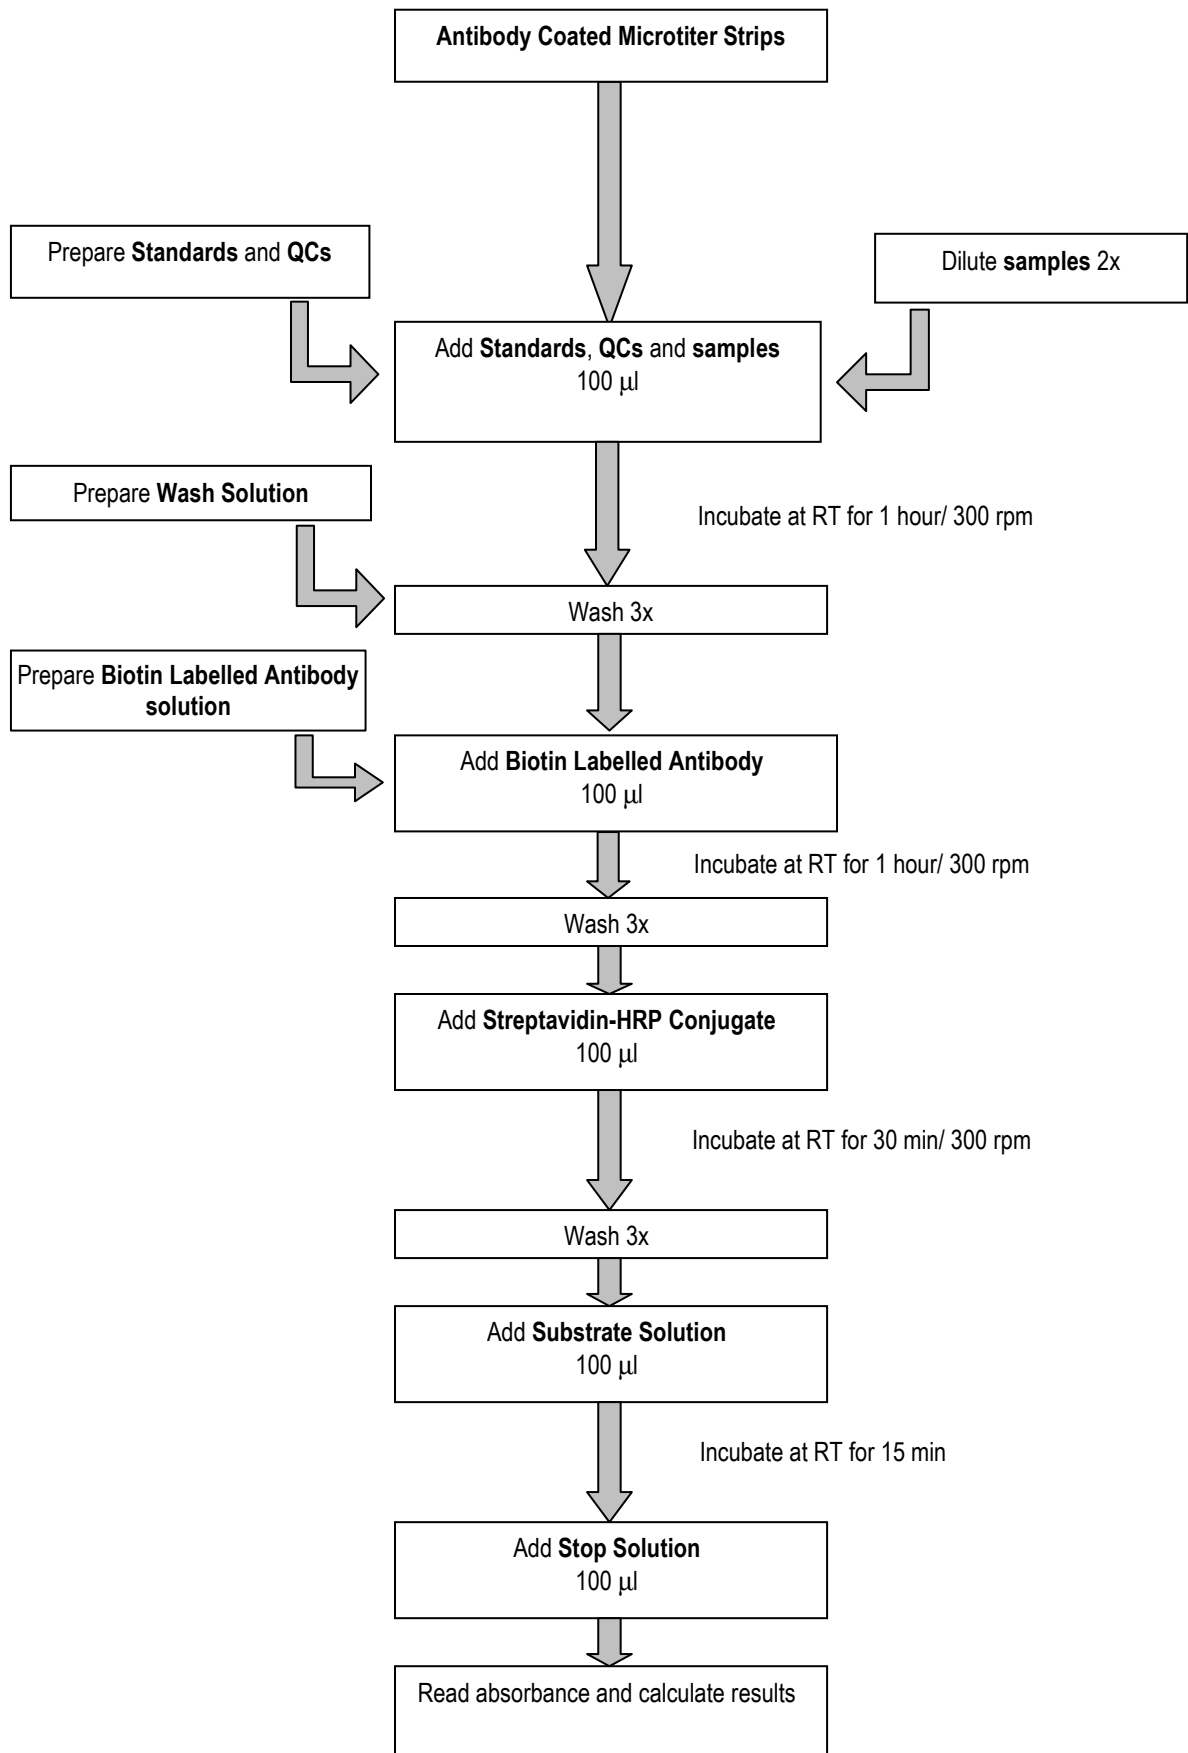 Antibody Coated Microtiter Strips
Prepare Standards and QCs
Dilute samples 2x
Add Standards, QCs and samples
100 μl
Prepare Wash Solution
Incubate at RT for 1 hour/ 300 rpm
Wash 3x
Prepare Biotin Labelled Antibody
solution
Add Biotin Labelled Antibody
100 μl
Incubate at RT for 1 hour/ 300 rpm
Wash 3x
Add Streptavidin-HRP Conjugate
100 μl
Incubate at RT for 30 min/ 300 rpm
Wash 3x
Add Substrate Solution
100 μl
Incubate at RT for 15 min
Add Stop Solution
100 μl
Read absorbance and calculate results